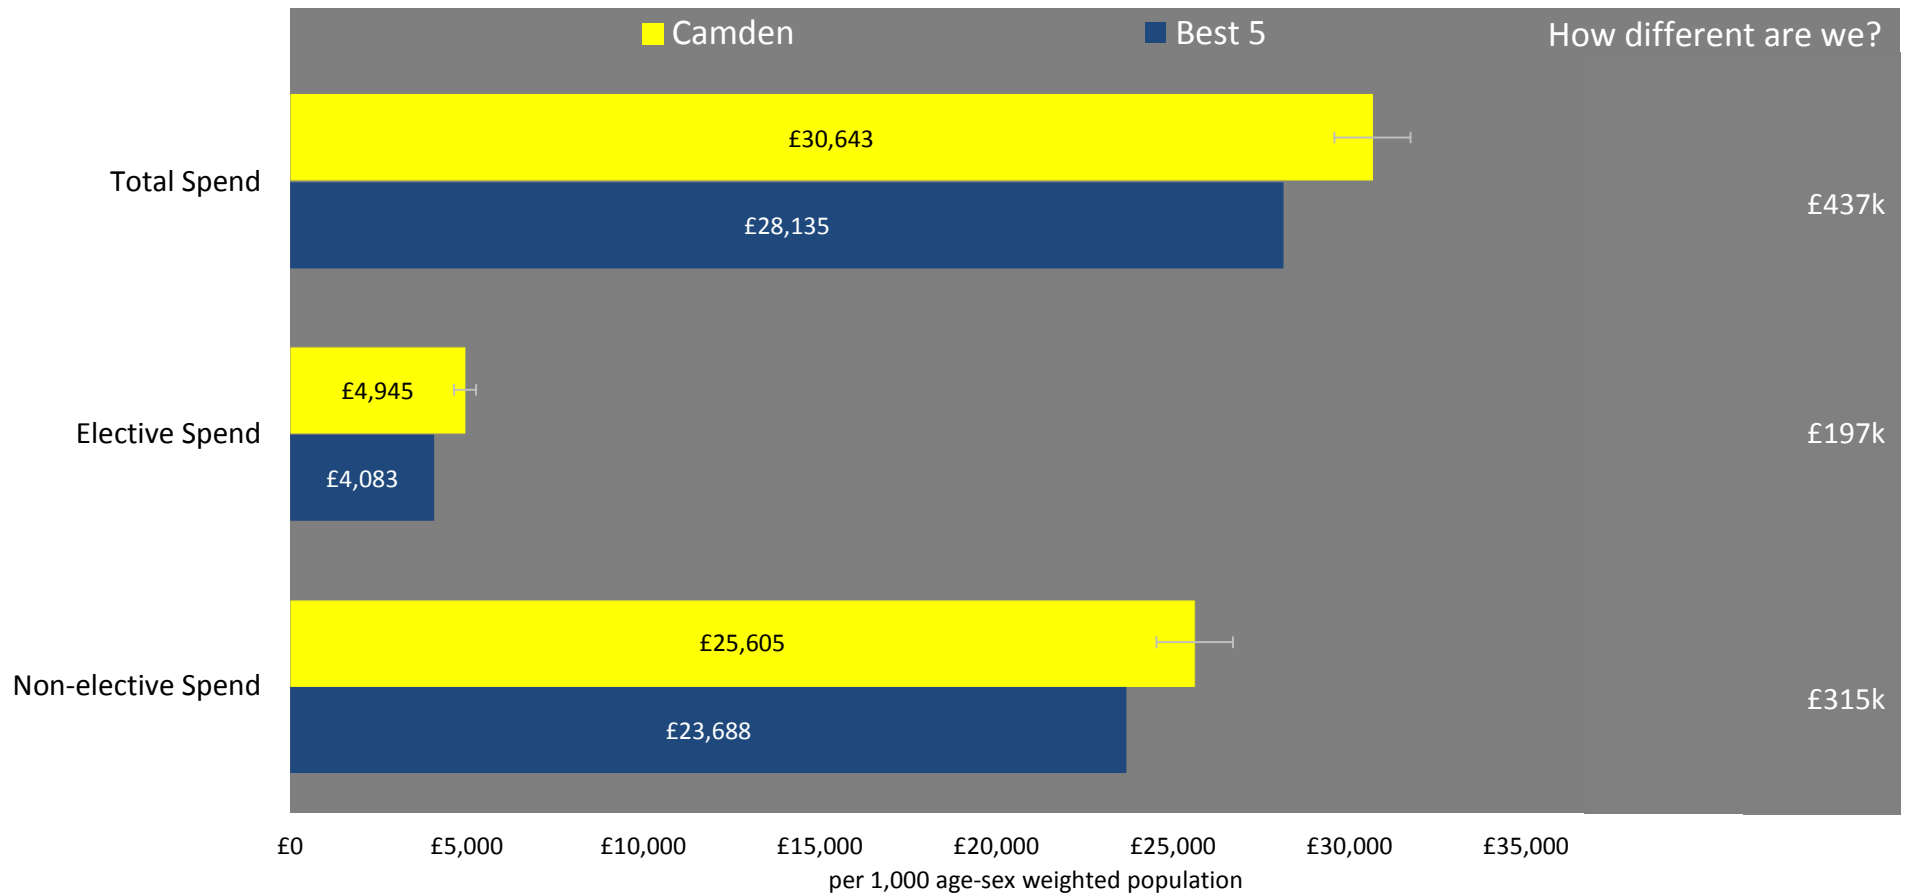 Camden
Best 5
How different are we?
Total Spend
£30,643
£28,135
£437k
Elective Spend
£4,945
£4,083
£197k
Non-elective Spend
£25,605
£23,688
£315k
£0 £5,000 £10,000 £15,000 £20,000 £25,000 £30,000 £35,000
per 1,000 age-sex weighted population